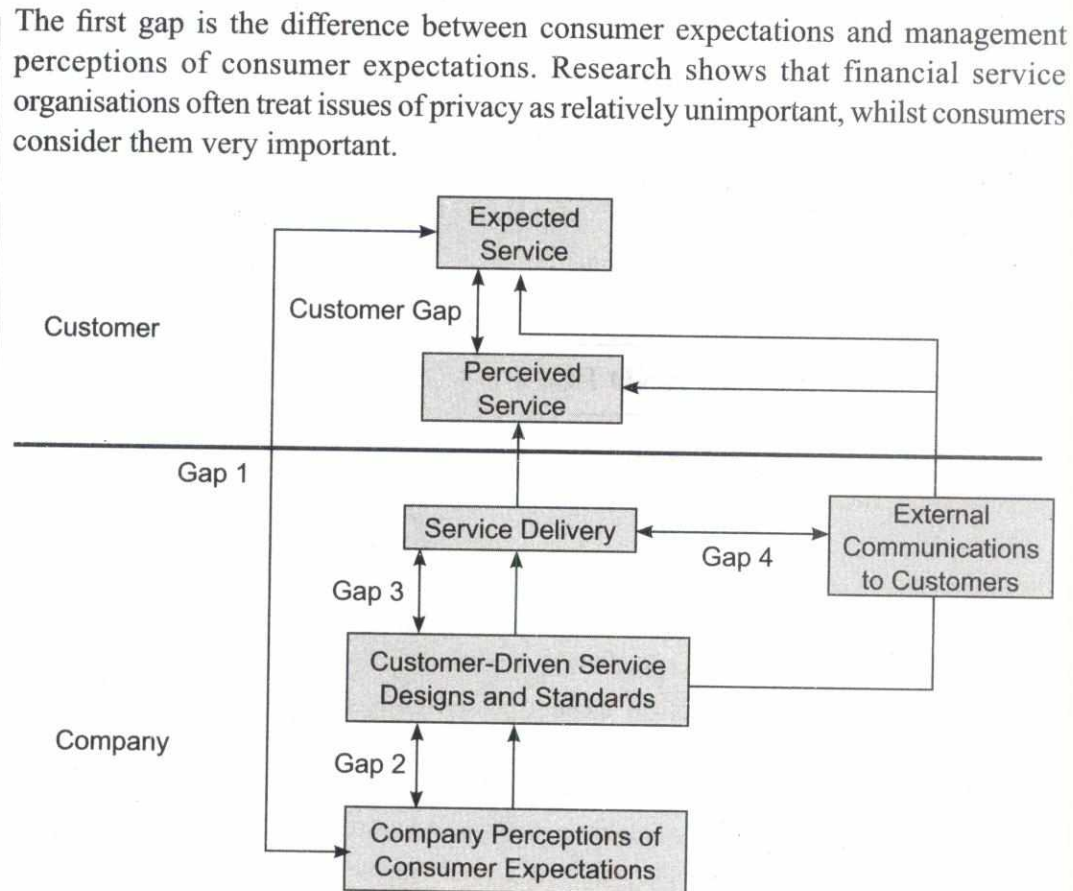 The first gap is the difference between consumer expectations and management
perceptions of consumer expectations. Research shows that financial service
organisations often treat issues of privacy as relatively unimportant, whilst consumers
consider them very important.
Expected
Service
Customer Gap
Customer
Perceived
Service
Gap 1
Service Delivery
External
Communications
to Customers
Gap 4
Gap 3
Customer-Driven Service
Designs and Standards
Company
Gap 2
Company Perceptions of
Consumer Expectations